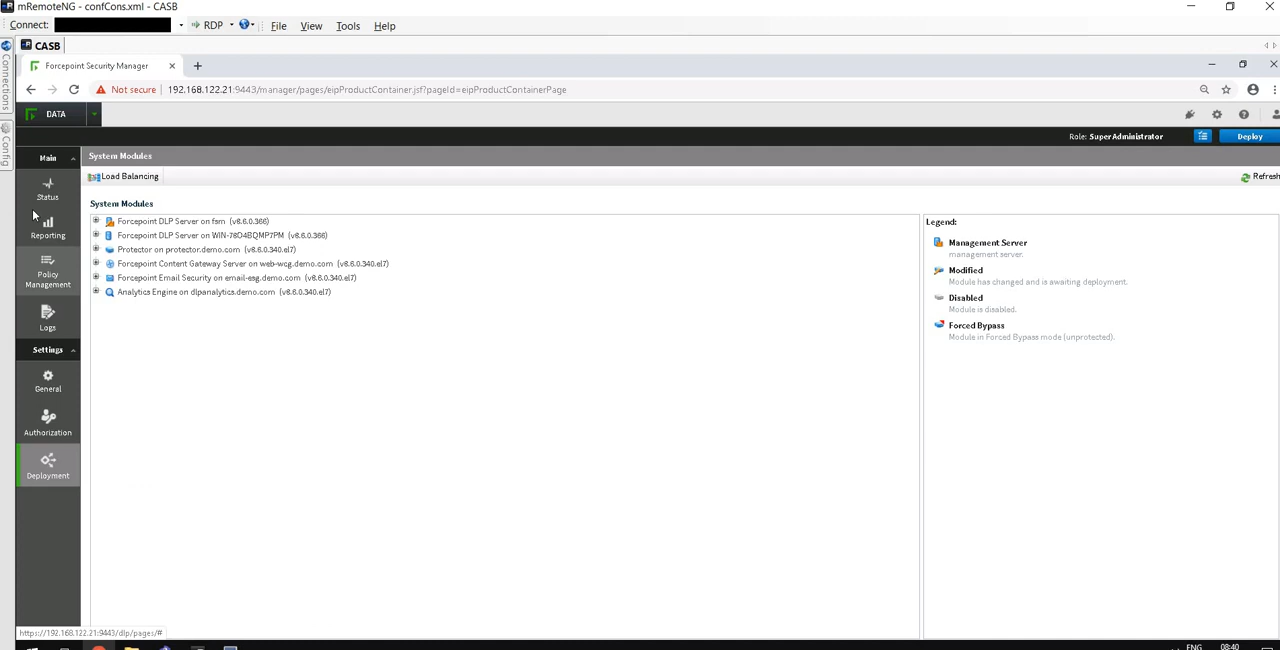 mRemoteNG - confCons.xml - CASB
Connect: RDP File View Tools Help
CASB
Connections
Config
Forcepoint Security Manager
Not secure 192.168.122.21:9443/manager/pages/eipProductContainer.jsf?pageId=eipProductContainerPage
DATA
Role: Super Administrator
Deploy
Main
Status
Reporting
Policy
Management
Logs
Settings
General
Authorization
Deployment
System Modules
Load Balancing
Refresh
System Modules
Forcepoint DLP Server on fsm (v8.6.0.366)
Forcepoint DLP Server on WIN-78O4BQMP7PM (v8.6.0.366)
Protector on protector.demo.com (v8.6.0.340.el7)
Forcepoint Content Gateway Server on web-wcg.demo.com (v8.6.0.340.el7)
Forcepoint Email Security on email-esg.demo.com (v8.6.0.340.el7)
Analytics Engine on dlpanalytics.demo.com (v8.6.0.340.el7)
Legend:
Management Server
management server.
Modified
Module has changed and is awaiting deployment.
Disabled
Module is disabled.
Forced Bypass
Module in Forced Bypass mode (unprotected).
https://192.168.122.21:9443/dlp/pages/#
ENG
08:40